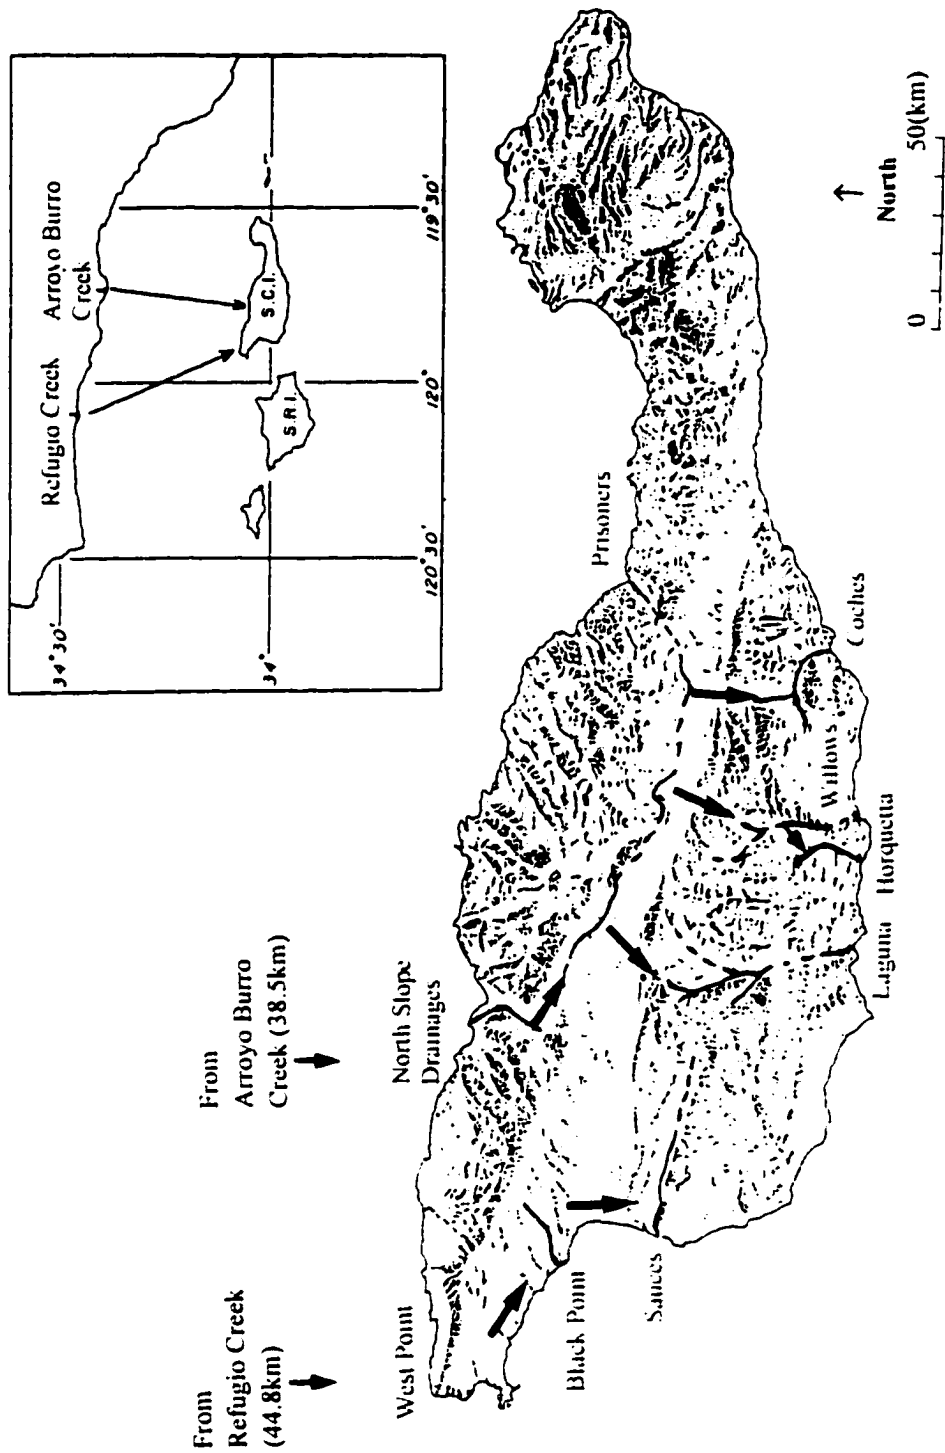 34°30'
34°
120°30'
120°
119°30'
Refugio Creek
Arroyo Burro
Creek
S.R.I.
S.C.I.
From
Refugio Creek
(44.8km)
From
Arroyo Burro
Creek (38.5km)
West Point
North Slope
Drainages
Prisoners
Black Point
Sauces
Laguna
Horquetta
Willows
Coches
North
0
50(km)